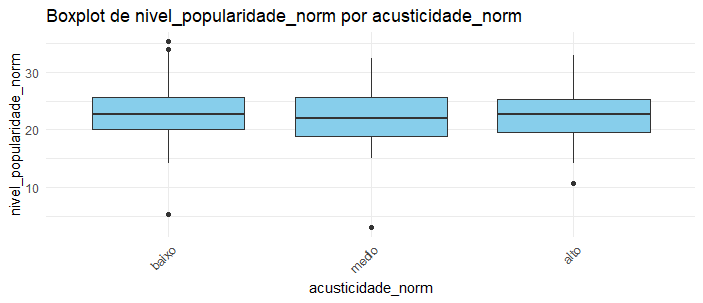 Boxplot de nivel_popularidade_norm por acusticidade_norm
nivel_popularidade_norm
30
20
10
baixo
medio
alto
acusticidade_norm